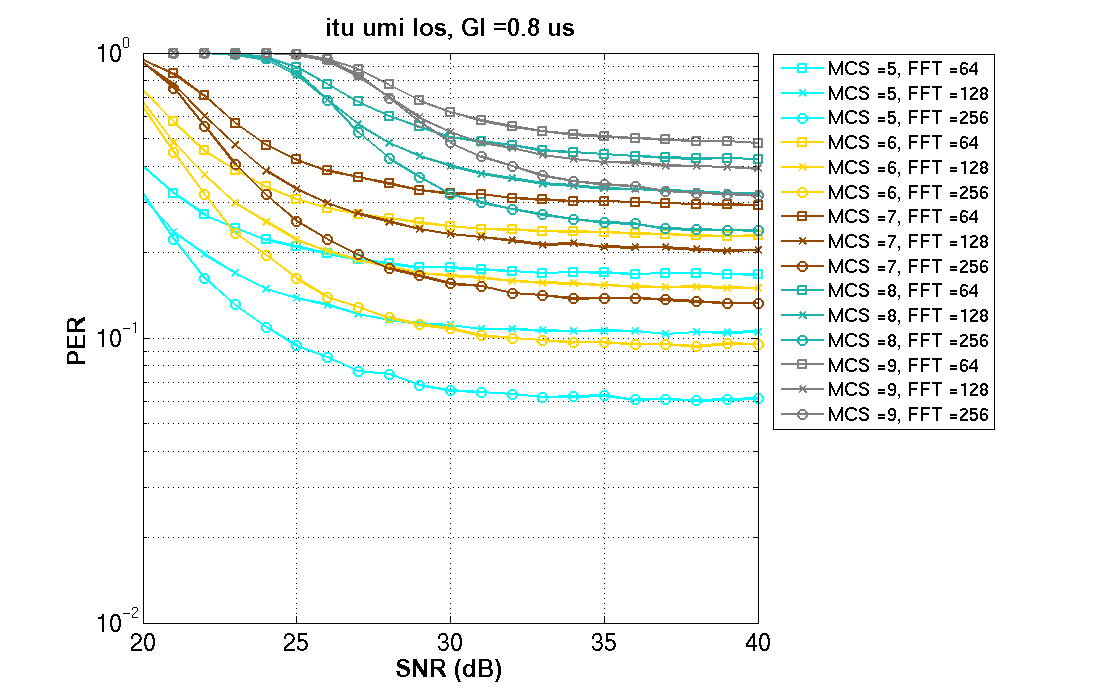 itu umi los, GI =0.8 us
10^0
10^-1
10^-2
PER
20
25
30
35
40
SNR (dB)
MCS =5, FFT =64
MCS =5, FFT =128
MCS =5, FFT =256
MCS =6, FFT =64
MCS =6, FFT =128
MCS =6, FFT =256
MCS =7, FFT =64
MCS =7, FFT =128
MCS =7, FFT =256
MCS =8, FFT =64
MCS =8, FFT =128
MCS =8, FFT =256
MCS =9, FFT =64
MCS =9, FFT =128
MCS =9, FFT =256